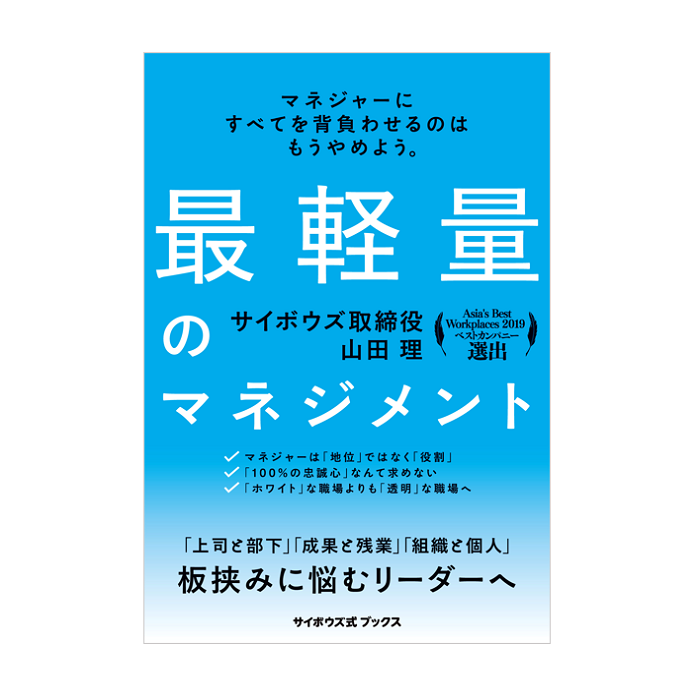 マネジャーに
すべてを背負わせるのは
もうやめよう。
最軽量
の
マネジメント
サイボウズ取締役
山田 理
Asia's Best
Workplaces 2019
ベストカンパニー
選出
マネジャーは「地位」ではなく「役割」
「100%の忠誠心」なんて求めない
「ホワイト」な職場よりも「透明」な職場へ
「上司と部下」「成果と残業」「組織と個人」
板挟みに悩むリーダーへ
サイボウズ式 ブックス